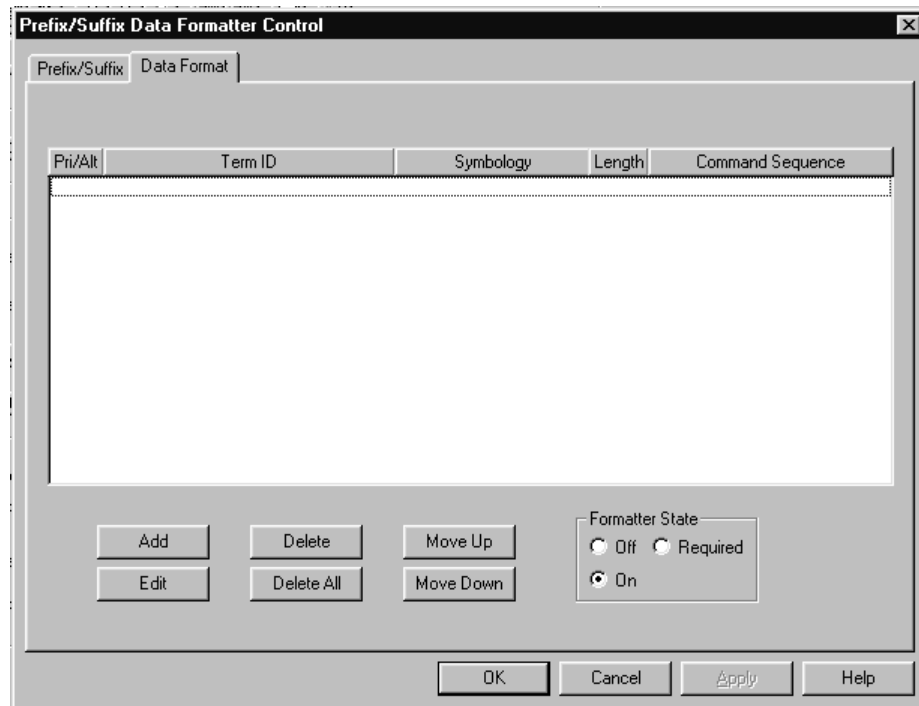 Prefix/Suffix Data Formatter Control
Prefix/Suffix Data Format
Pri/Alt Term ID Symbology Length Command Sequence
Add Delete Move Up
Edit Delete All Move Down
Formatter State
Off Required
On
OK Cancel Apply Help